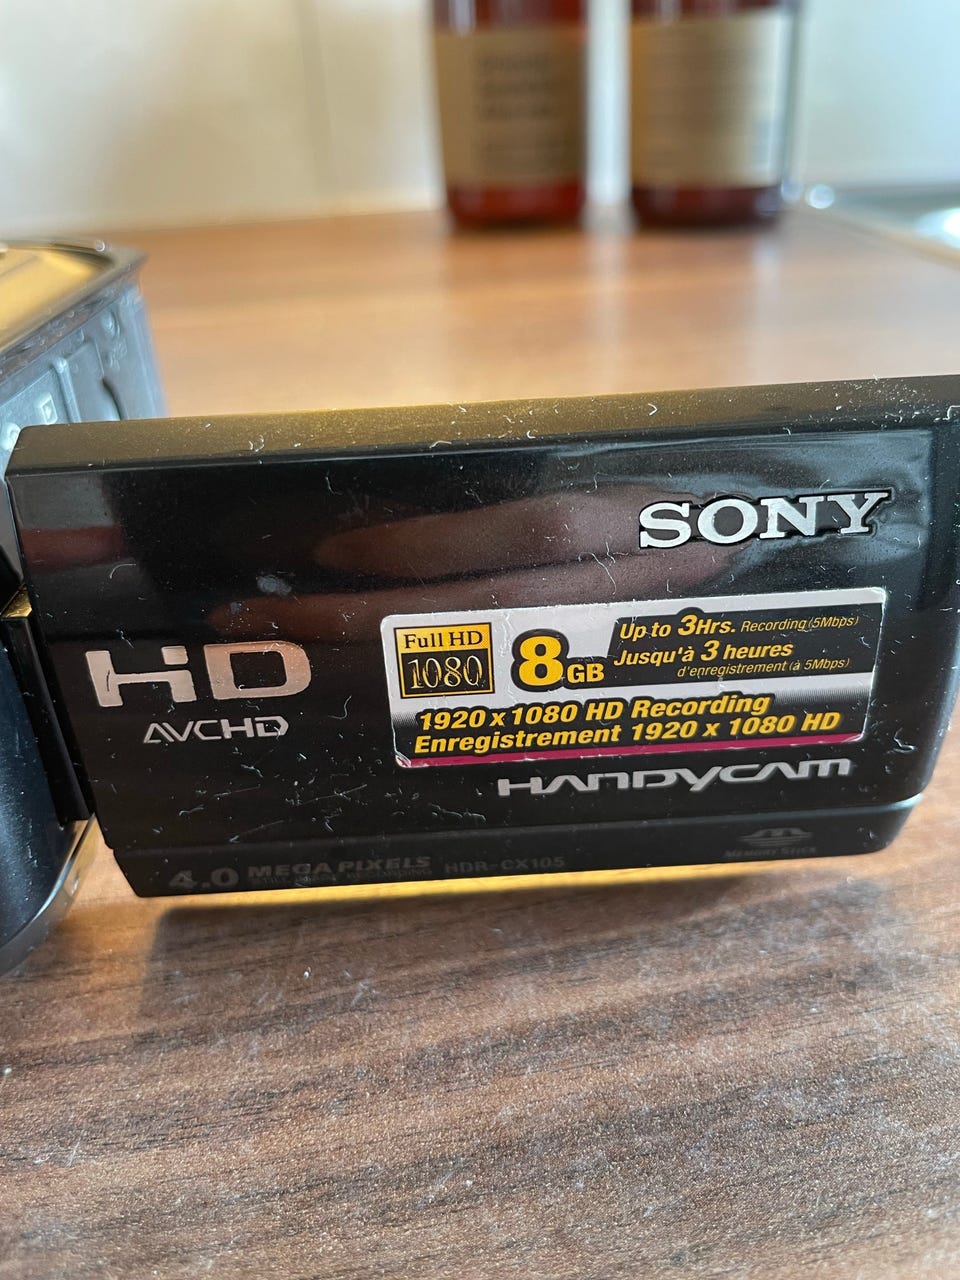 SONY
HD
AVCHD
Full HD
1080
8GB
Up to 3Hrs. Recording (5Mbps)
Jusqu'à 3 heures
d'enregistrement (à 5Mbps)
1920 x 1080 HD Recording
Enregistrement 1920 x 1080 HD
HANDYCAM
4.0 MEGA PIXELS HDR-CX105
MEMORY STICK